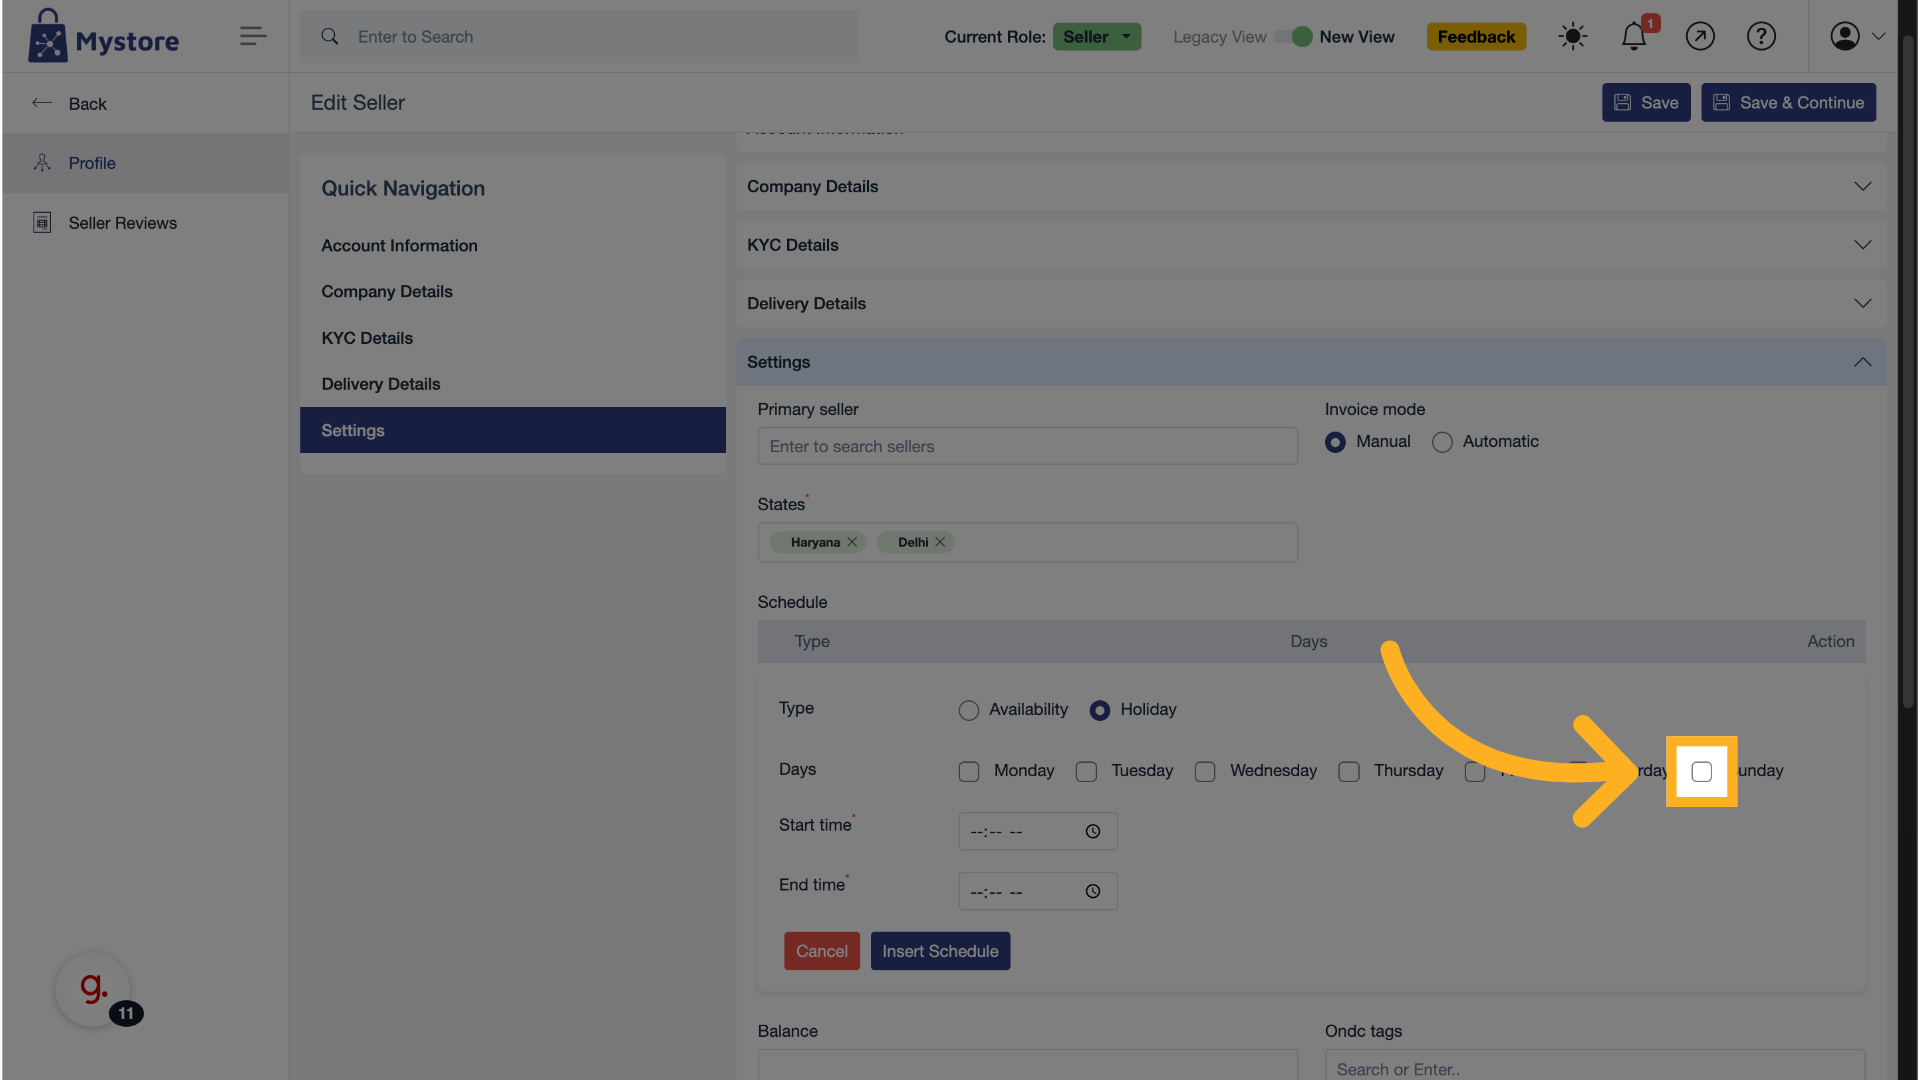 Mystore
Enter to Search
Current Role: Seller
Legacy View New View
Feedback
1
Back
Edit Seller
Save
Save & Continue
Profile
Seller Reviews
Quick Navigation
Account Information
Company Details
KYC Details
Delivery Details
Settings
Account Information
Company Details
KYC Details
Delivery Details
Settings
Primary seller
Enter to search sellers
Invoice mode
Manual Automatic
States*
Haryana Delhi
Schedule
Type Days Action
Type Availability Holiday
Days Monday Tuesday Wednesday Thursday
Start time* --:-- --
End time* --:-- --
Cancel Insert Schedule
Balance
Ondc tags
Search or Enter..
g.
11